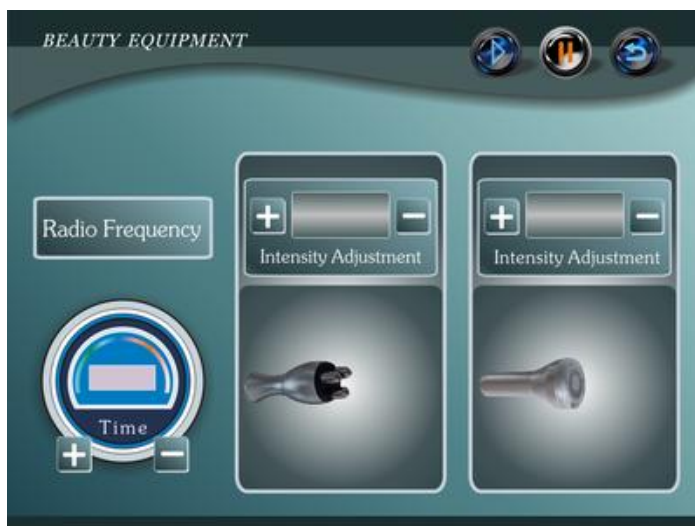 BEAUTY EQUIPMENT
Radio Frequency
Intensity Adjustment
Intensity Adjustment
Time